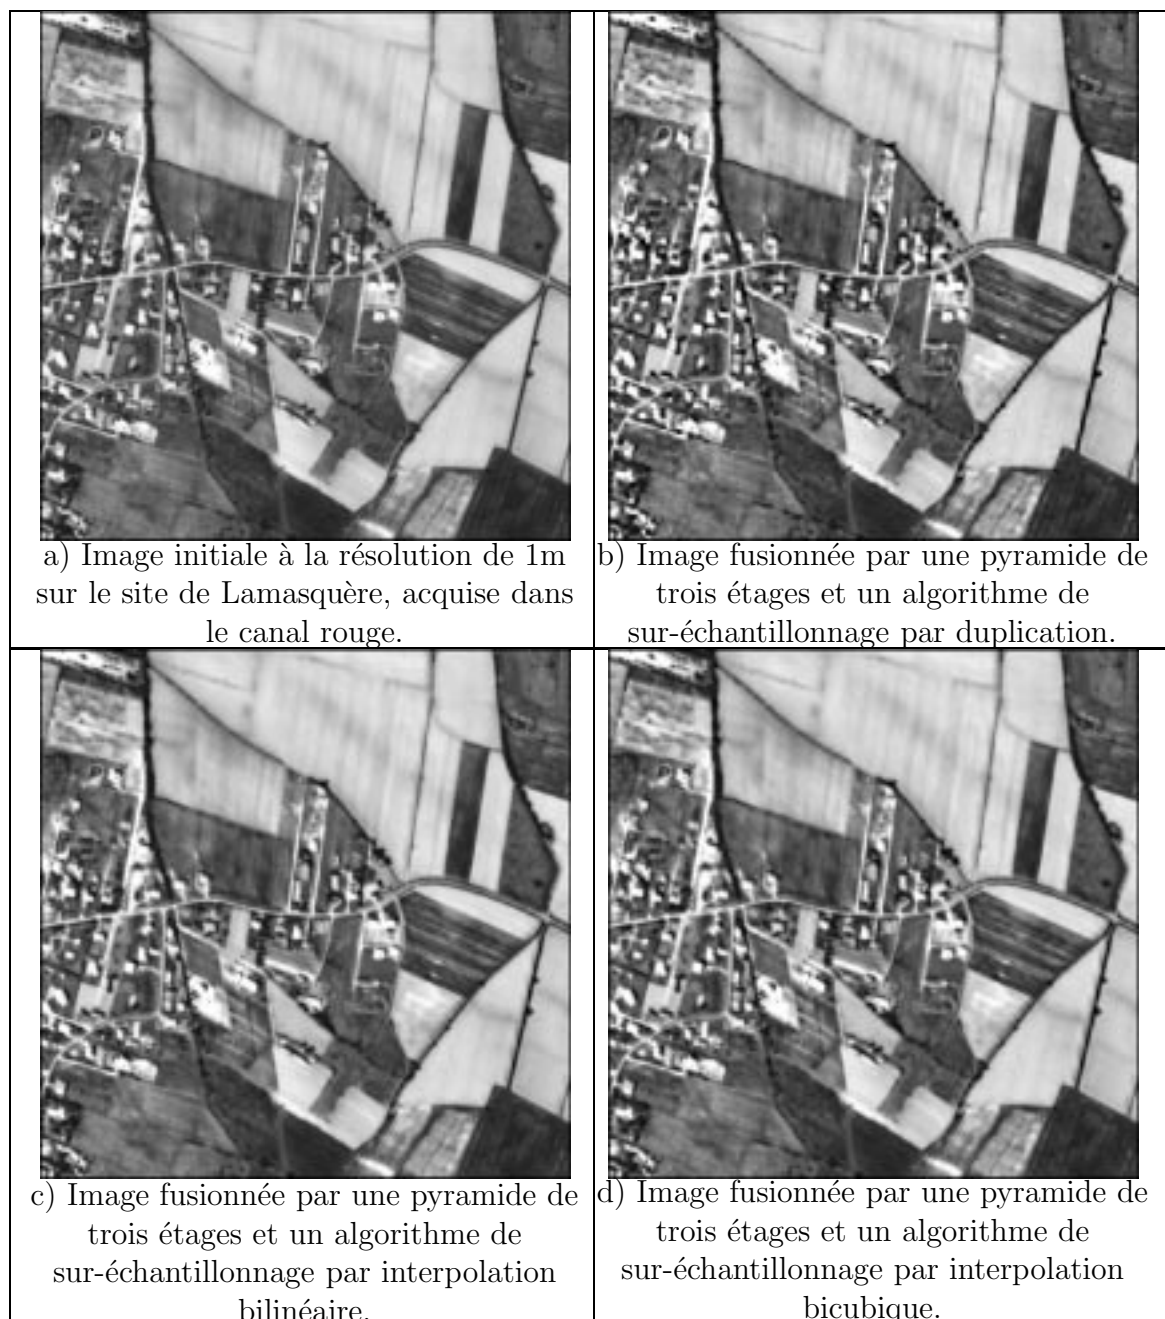 a) Image initiale à la résolution de 1m
sur le site de Lamasquère, acquise dans
le canal rouge.
b) Image fusionnée par une pyramide de
trois étages et un algorithme de
sur-échantillonnage par duplication.
c) Image fusionnée par une pyramide de
trois étages et un algorithme de
sur-échantillonnage par interpolation
bilinéaire.
d) Image fusionnée par une pyramide de
trois étages et un algorithme de
sur-échantillonnage par interpolation
bicubique.